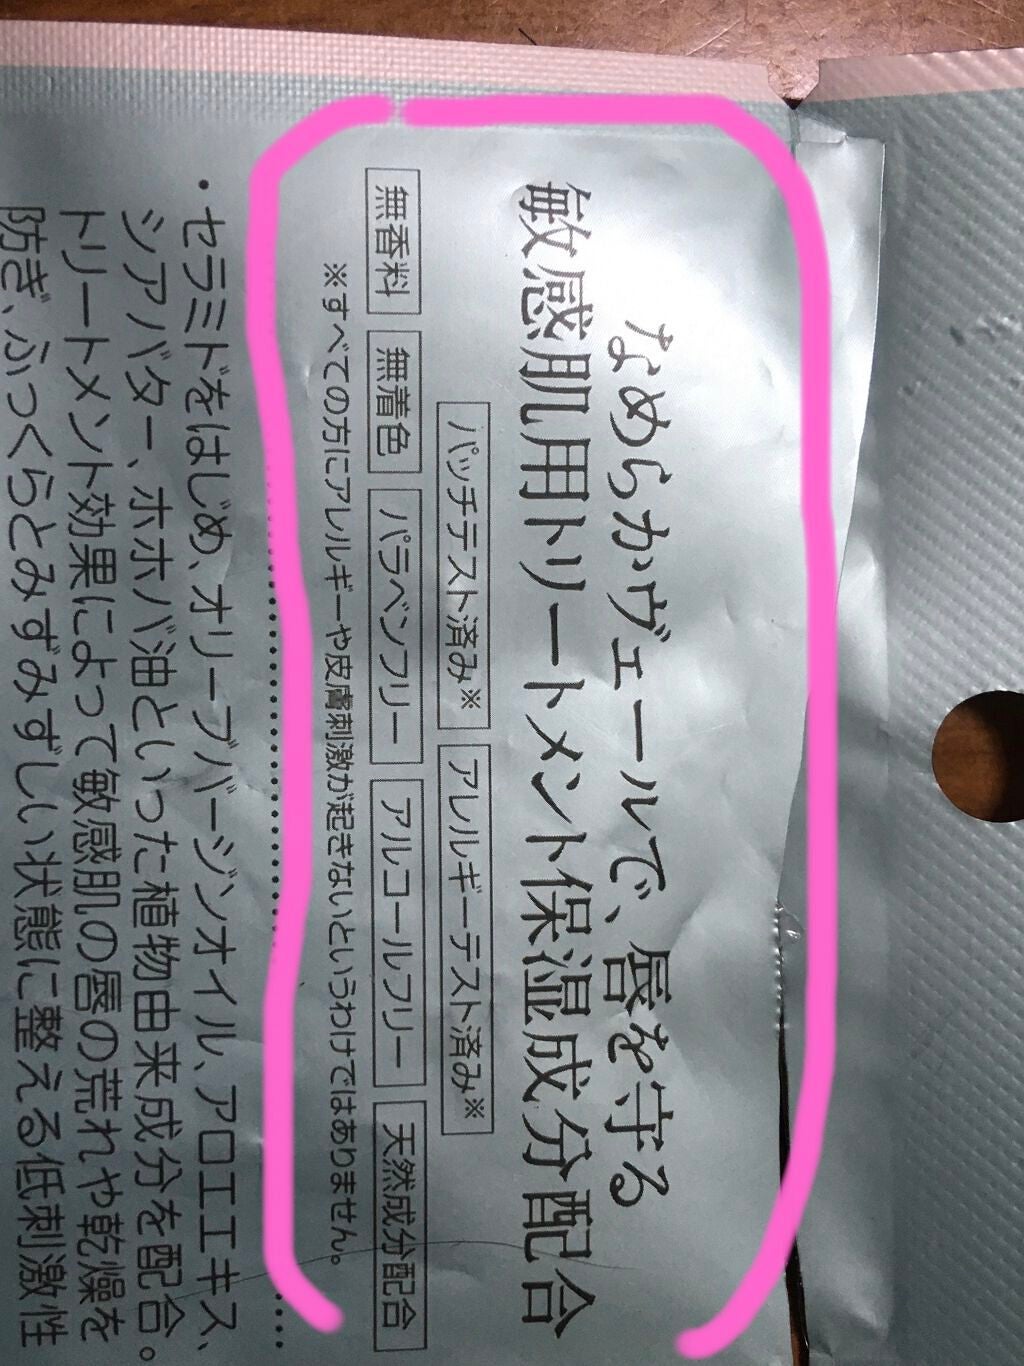 なめらかヴェールで、唇を守る
敏感肌用トリートメント保湿成分配合
パッチテスト済み※ アレルギーテスト済み※
無香料 無着色 パラベンフリー アルコールフリー 天然成分配合
※すべての方にアレルギーや皮膚刺激が起きないというわけではありません。
・セラミドをはじめ、オリーブバージンオイル、アロエエキス、
シアバター、ホホバ油といった植物由来成分を配合。
トリートメント効果によって敏感肌の唇の荒れや乾燥を
防ぎ、ふっくらとみずみずしい状態に整える低刺激性